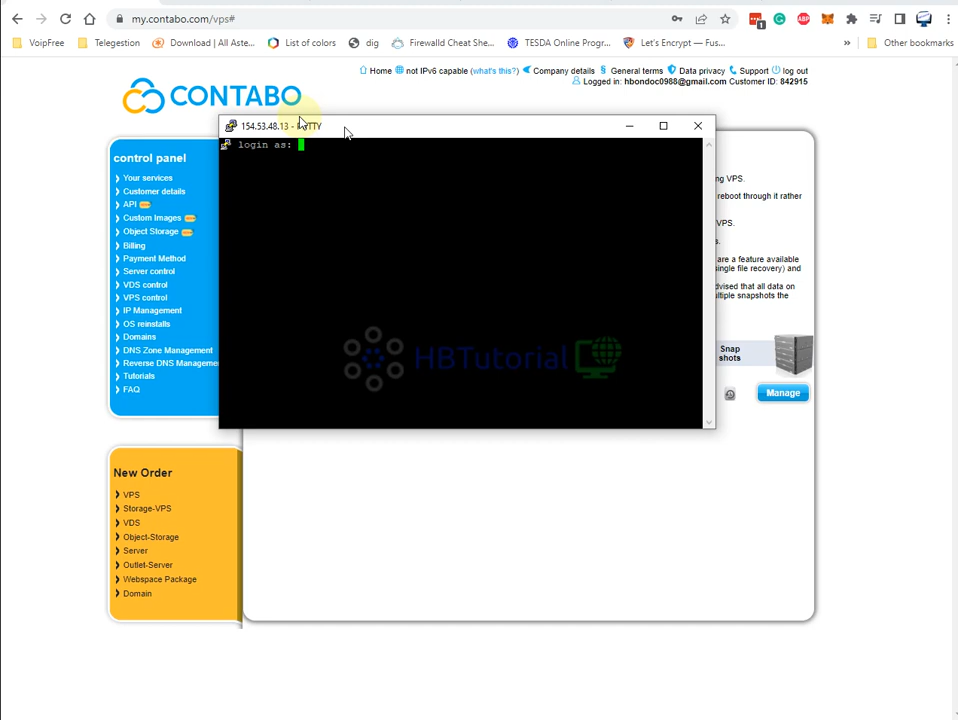 my.contabo.com/vps#
VoipFree
Telegestion
Download | All Aste...
List of colors
dig
Firewalld Cheat She...
TESDA Online Progr...
Let's Encrypt — Fus...
»
Other bookmarks
Home
not IPv6 capable (what's this?)
Company details
§ General terms
Data privacy
Support
log out
Logged in: hbondoc0988@gmail.com Customer ID: 842915
CONTABO
154.53.48.13 - PuTTY
login as:
control panel
Your services
Customer details
API
Custom Images
Object Storage
Billing
Payment Method
Server control
VDS control
VPS control
IP Management
OS reinstalls
Domains
DNS Zone Management
Reverse DNS Manageme
Tutorials
FAQ
ng VPS.
reboot through it rather
VPS.
s.
are a feature available
single file recovery) and
dvised that all data on
ultiple snapshots the
Snap
shots
Manage
HBTutorial
New Order
VPS
Storage-VPS
VDS
Object-Storage
Server
Outlet-Server
Webspace Package
Domain